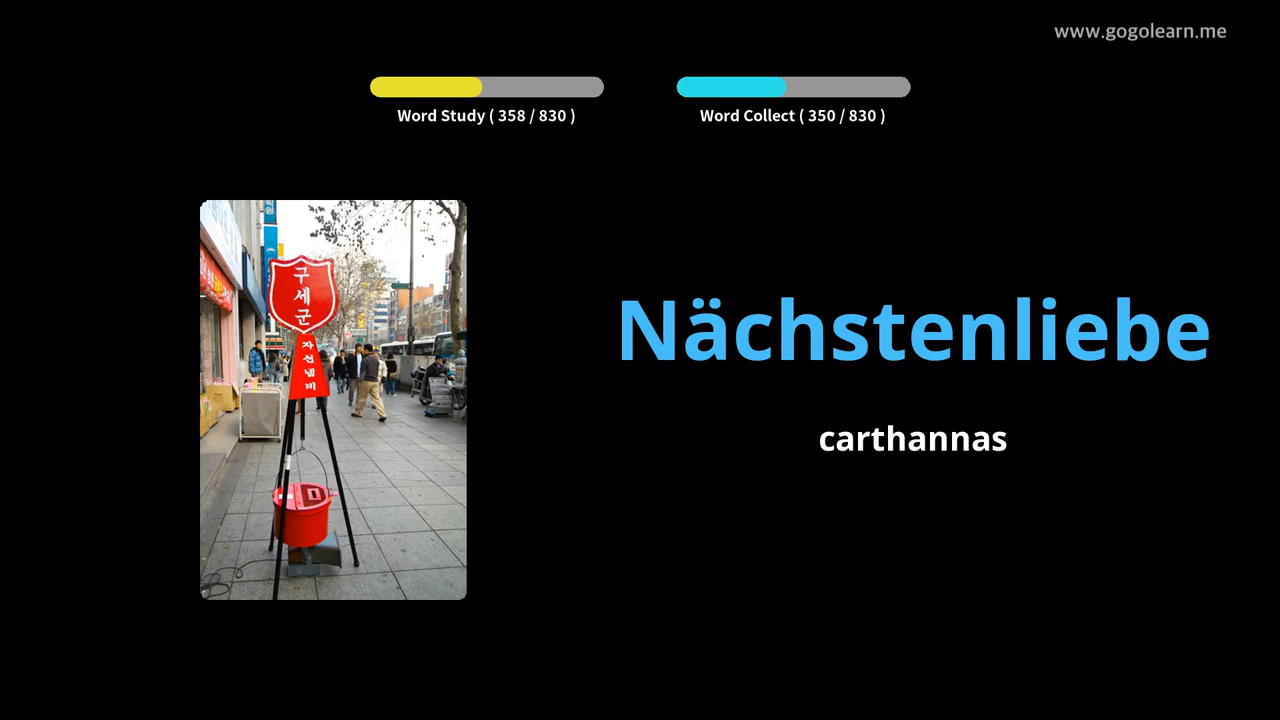 www.gogolearn.me
Word Study ( 358 / 830 )
Word Collect ( 350 / 830 )
구세군
자선냄비
Nächstenliebe
carthannas